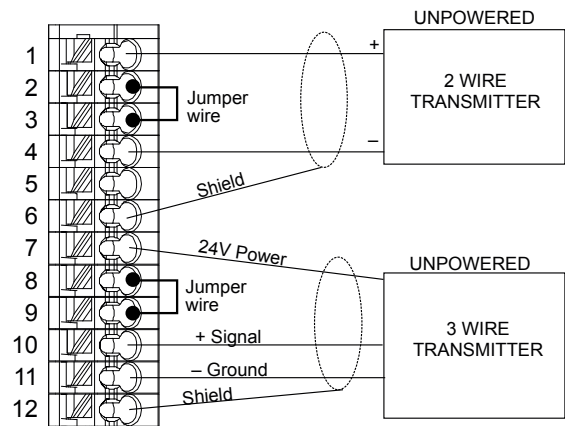 UNPOWERED
1
+
2 WIRE
TRANSMITTER
2
Jumper
wire
3
4
–
5
Shield
6
7
24V Power
UNPOWERED
8
Jumper
wire
9
3 WIRE
TRANSMITTER
10
+ Signal
11
– Ground
12
Shield